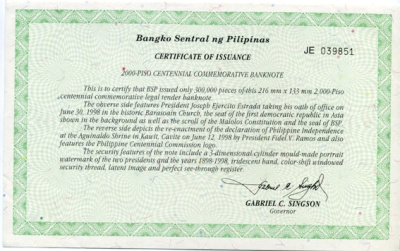 Bangko Sentral ng Pilipinas
JE 039851
CERTIFICATE OF ISSUANCE
2000-PISO CENTENNIAL COMMEMORATIVE BANKNOTE
This is to certify that BSP issued only 300,000 pieces of this 216 mm x 133 mm 2,000-Piso
centennial commemorative legal tender banknote.
The obverse side features President Joseph Ejercito Estrada taking his oath of office on
June 30, 1998 in the historic Barasoain Church, the seat of the first democratic republic in Asia
shown in the background as well as the scroll of the Malolos Constitution and the seal of BSP.
The reverse side depicts the re-enactment of the declaration of Philippine Independence
at the Aguinaldo Shrine in Kawit, Cavite on June 12, 1998 by President Fidel V. Ramos and also
features the Philippine Centennial Commission logo.
The security features of the note include a 3-dimensional cylinder mould-made portrait
watermark of the two presidents and the years 1898-1998, iridescent band, color-shift windowed
security thread, latent image and perfect see-through register.
GABRIEL C. SINGSON
Governor